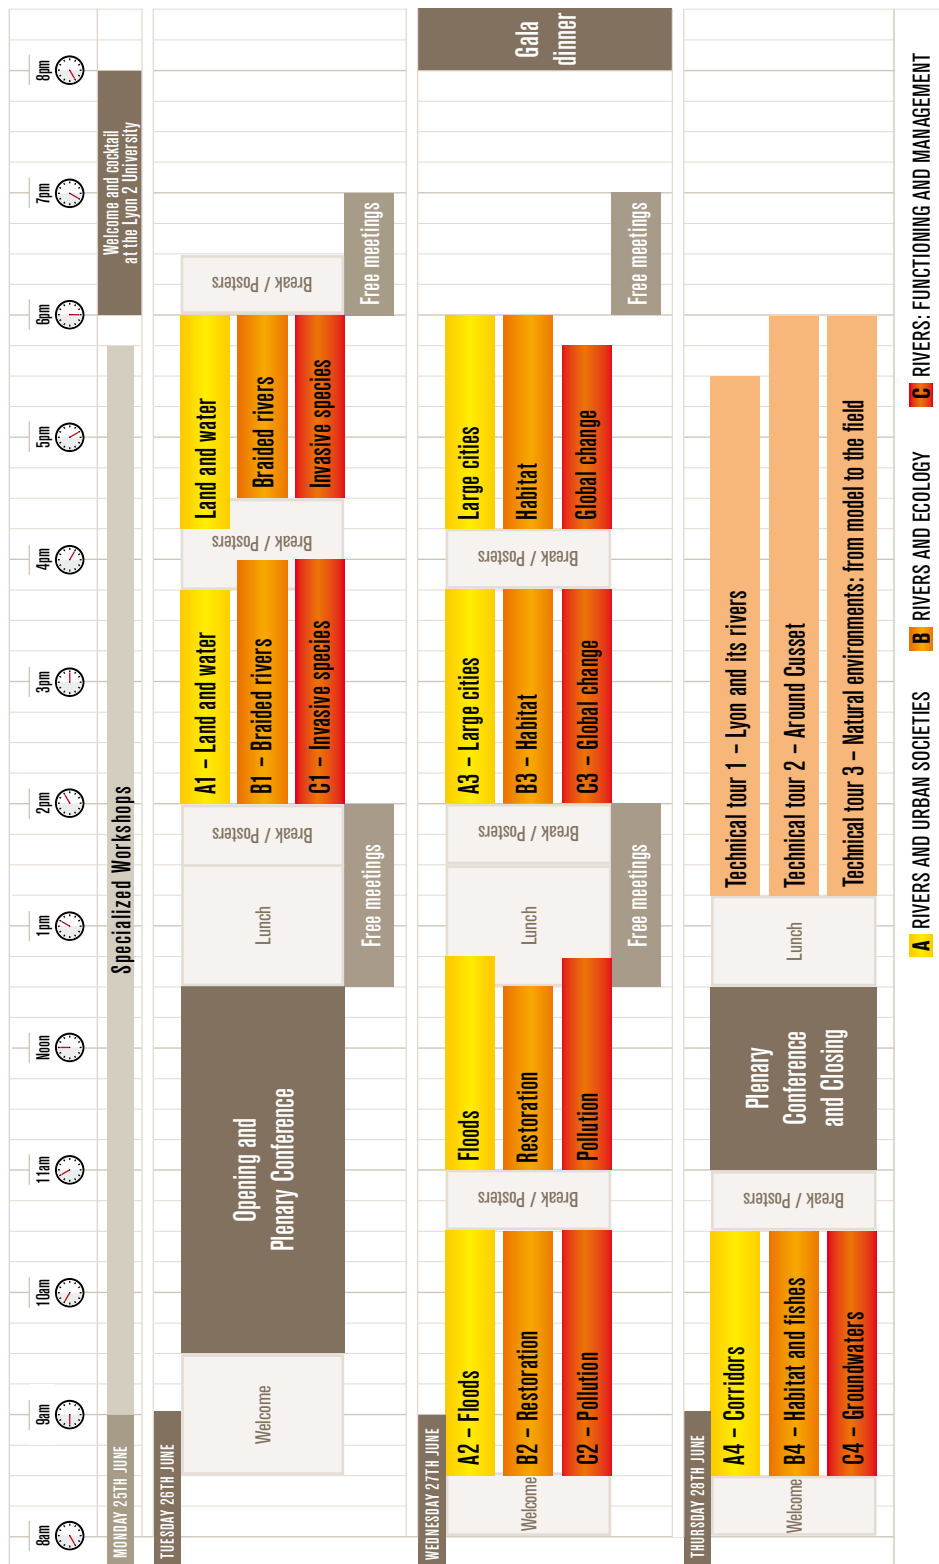 8am
9am
10am
11am
Noon
1pm
2pm
3pm
4pm
5pm
6pm
7pm
8pm
MONDAY 25TH JUNE
Specialized Workshops
Welcome and cocktail
at the Lyon 2 University
TUESDAY 26TH JUNE
Welcome
Opening and
Plenary Conference
Lunch
Break / Posters
Free meetings
A1 – Land and water
B1 – Braided rivers
C1 – Invasive species
Break / Posters
Land and water
Braided rivers
Invasive species
Break / Posters
Free meetings
WEDNESDAY 27TH JUNE
Welcome
A2 – Floods
B2 – Restoration
C2 – Pollution
Break / Posters
Floods
Restoration
Pollution
Lunch
Break / Posters
Free meetings
A3 – Large cities
B3 – Habitat
C3 – Global change
Break / Posters
Large cities
Habitat
Global change
Free meetings
Gala
dinner
THURSDAY 28TH JUNE
Welcome
A4 – Corridors
B4 – Habitat and fishes
C4 – Groundwaters
Break / Posters
Plenary
Conference
and Closing
Lunch
Technical tour 1 – Lyon and its rivers
Technical tour 2 – Around Cusset
Technical tour 3 – Natural environments: from model to the field
A RIVERS AND URBAN SOCIETIES
B RIVERS AND ECOLOGY
C RIVERS: FUNCTIONING AND MANAGEMENT